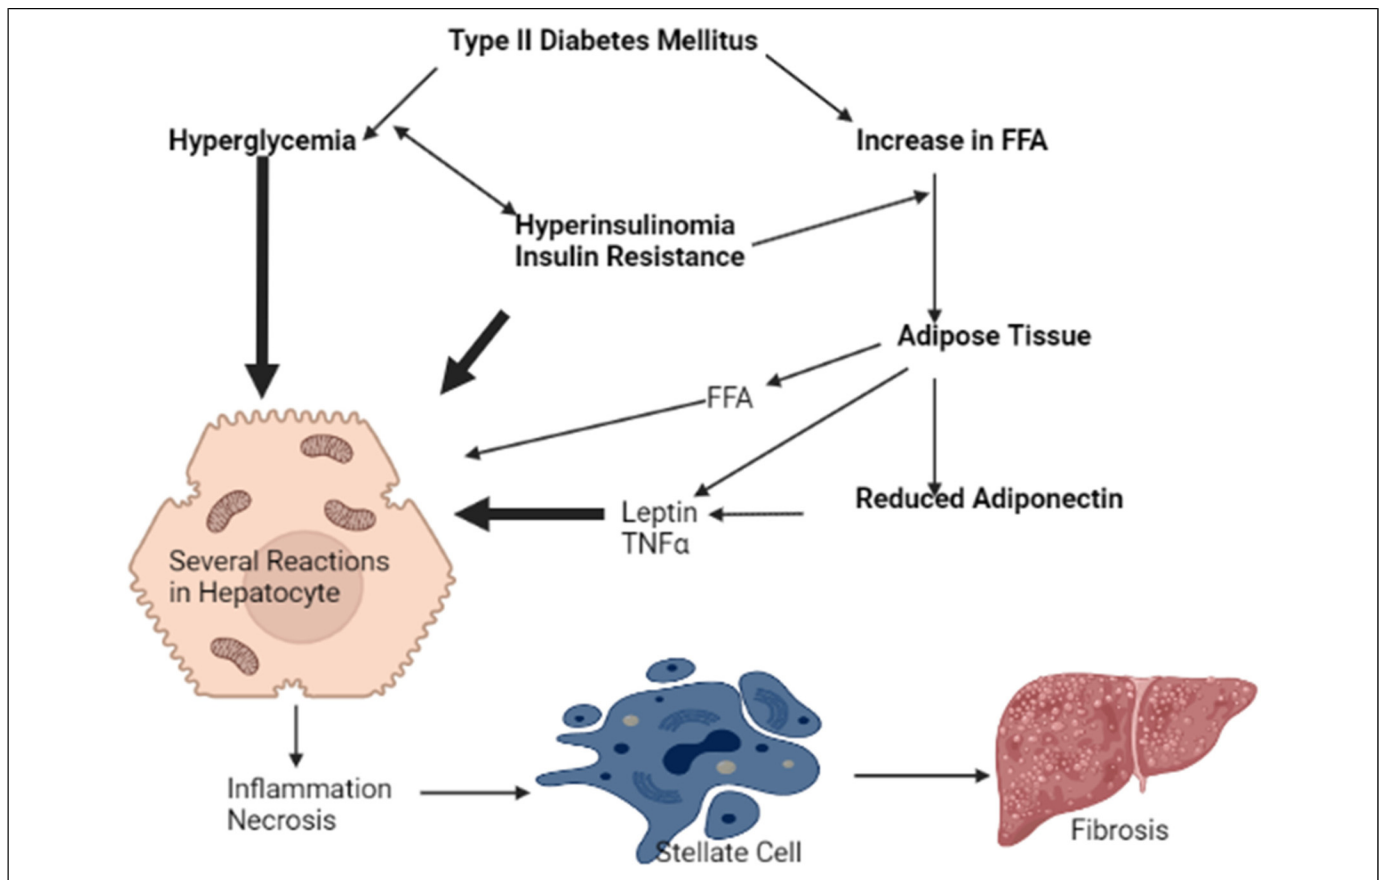 Type II Diabetes Mellitus
Hyperglycemia
Increase in FFA
Hyperinsulinomia
Insulin Resistance
Adipose Tissue
FFA
Reduced Adiponectin
Leptin
TNFα
Several Reactions
in Hepatocyte
Inflammation
Necrosis
Stellate Cell
Fibrosis